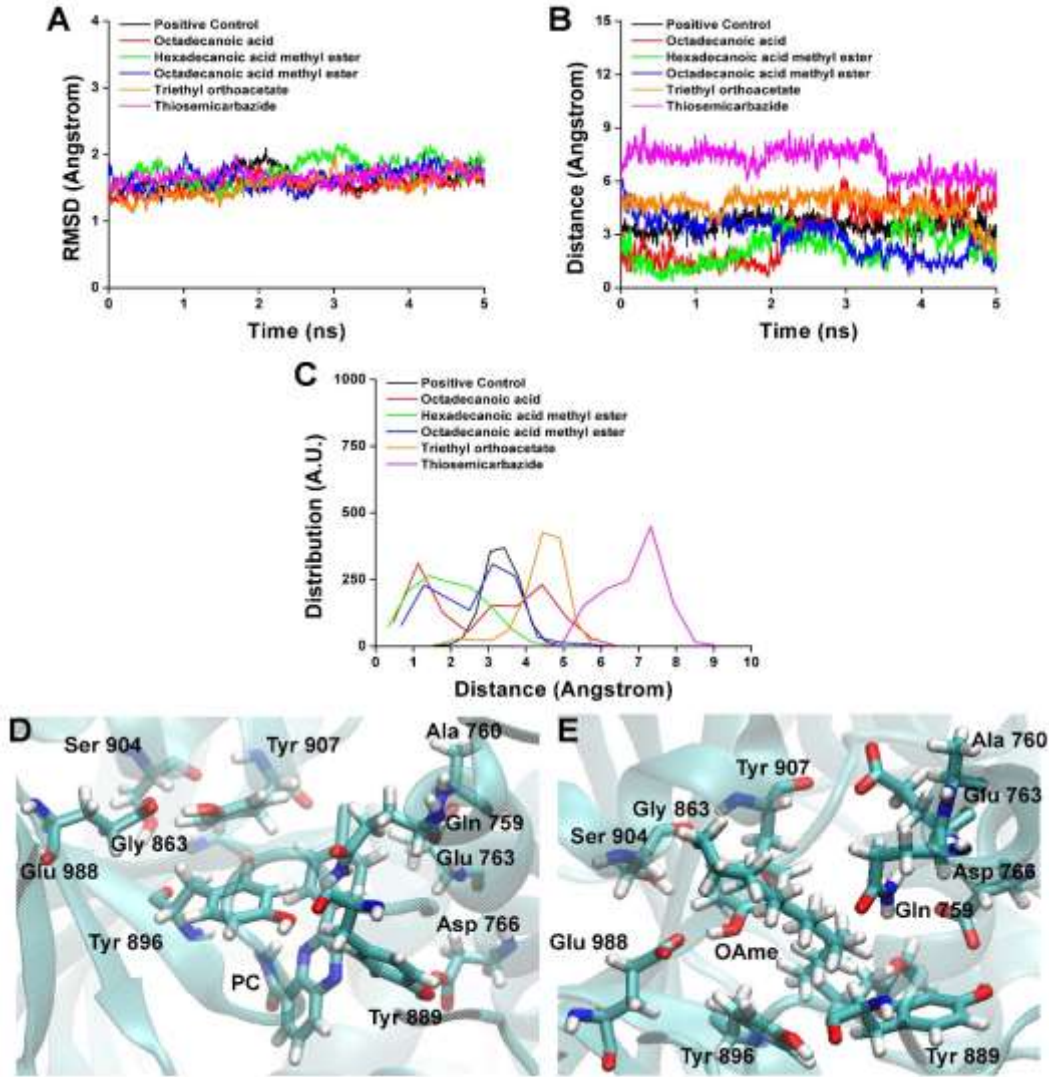 A
Positive Control
Octadecanoic acid
Hexadecanoic acid methyl ester
Octadecanoic acid methyl ester
Triethyl orthoacetate
Thiosemicarbazide
RMSD (Angstrom)
4
3
2
1
0
0 1 2 3 4 5
Time (ns)
B
Positive Control
Octadecanoic acid
Hexadecanoic acid methyl ester
Octadecanoic acid methyl ester
Triethyl orthoacetate
Thiosemicarbazide
Distance (Angstrom)
15
12
9
6
3
0
0 1 2 3 4 5
Time (ns)
C
Positive Control
Octadecanoic acid
Hexadecanoic acid methyl ester
Octadecanoic acid methyl ester
Triethyl orthoacetate
Thiosemicarbazide
Distribution (A.U.)
1000
750
500
250
0
0 1 2 3 4 5 6 7 8 9 10
Distance (Angstrom)
D
Ser 904
Tyr 907
Ala 760
Gly 863
Gln 759
Glu 988
Glu 763
Tyr 896
Asp 766
PC
Tyr 889
E
Ala 760
Tyr 907
Glu 763
Gly 863
Ser 904
Asp 766
Gln 759
Glu 988
OAme
Tyr 896
Tyr 889